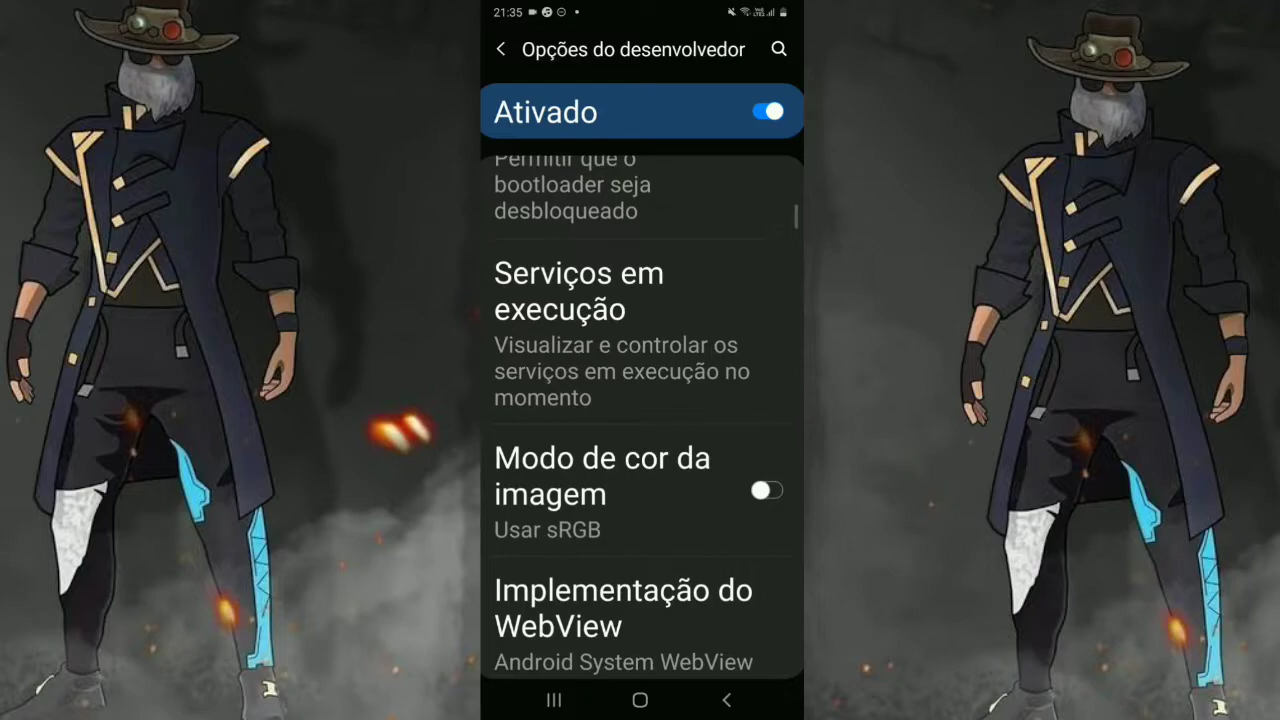 21:35
Opções do desenvolvedor
Ativado
Permitir que o
bootloader seja
desbloqueado
Serviços em
execução
Visualizar e controlar os
serviços em execução no
momento
Modo de cor da
imagem
Usar sRGB
Implementação do
WebView
Android System WebView